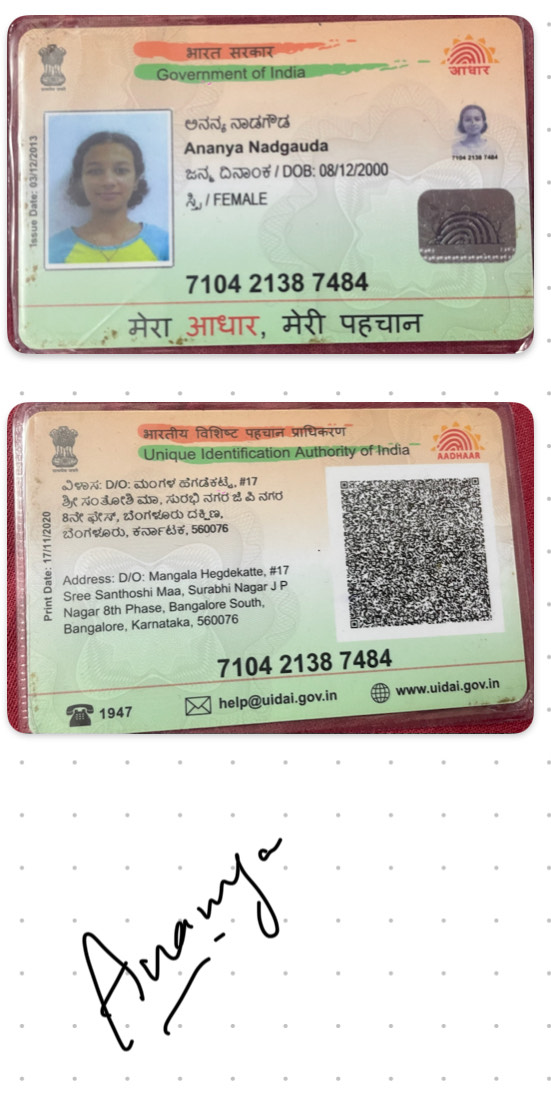 भारत सरकार
Government of India
आधार
Issue Date: 03/12/2013
ಅನನ್ಯ ನಾಡಗೌಡ
Ananya Nadgauda
ಜನ್ಮ ದಿನಾಂಕ / DOB: 08/12/2000
ಸ್ತ್ರೀ / FEMALE
7104 2138 7484
7104 2138 7484
मेरा आधार, मेरी पहचान
भारतीय विशिष्ट पहचान प्राधिकरण
Unique Identification Authority of India
AADHAAR
Print Date: 17/11/2020
ವಿಳಾಸ: D/O: ಮಂಗಳ ಹೆಗಡೆಕಟ್ಟೆ, #17
ಶ್ರೀ ಸಂತೋಶಿ ಮಾ, ಸುರಭಿ ನಗರ ಜೆ ಪಿ ನಗರ
8ನೇ ಫೇಸ್, ಬೆಂಗಳೂರು ದಕ್ಷಿಣ,
ಬೆಂಗಳೂರು, ಕರ್ನಾಟಕ, 560076
Address: D/O: Mangala Hegdekatte, #17
Sree Santhoshi Maa, Surabhi Nagar J P
Nagar 8th Phase, Bangalore South,
Bangalore, Karnataka, 560076
7104 2138 7484
1947
help@uidai.gov.in
www.uidai.gov.in
Ananya